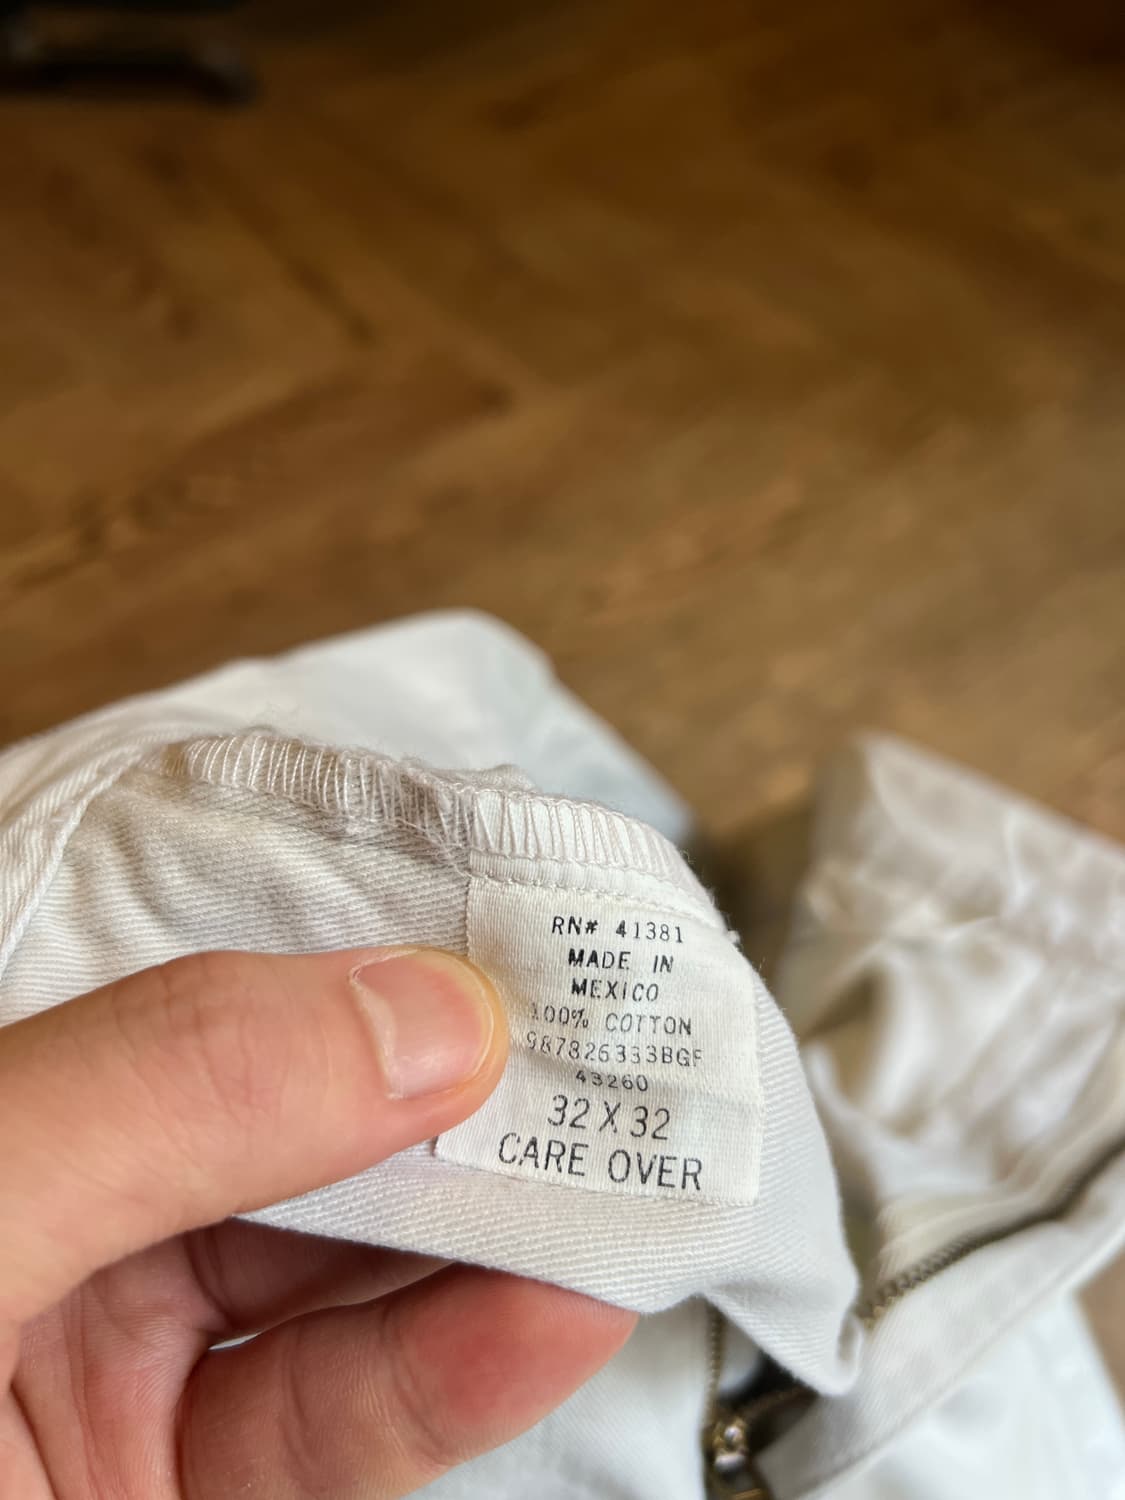 RN# 41381
MADE IN
MEXICO
100% COTTON
987826333BGF
43260
32 X 32
CARE OVER